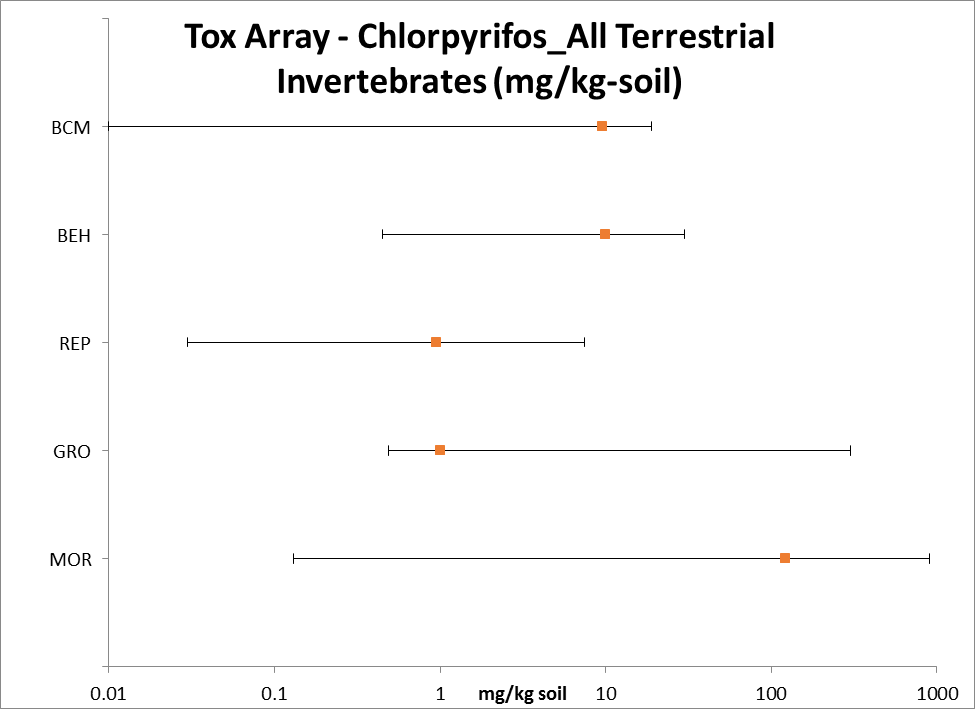 Tox Array - Chlorpyrifos_All Terrestrial
Invertebrates (mg/kg-soil)
BCM
BEH
REP
GRO
MOR
0.01 0.1 1 mg/kg soil 10 100 1000